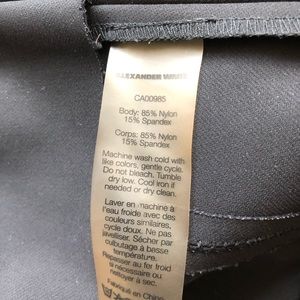 ALEXANDER WANG
CA00985
Body: 85% Nylon
15% Spandex
Corps: 85% Nylon
15% Spandex
Machine wash cold with
like colors, gentle cycle.
Do not bleach. Tumble
dry low. Cool iron if
needed or dry clean.
Laver en machine à
l'eau froide avec des
couleurs similaires,
cycle doux. Ne pas
javelliser. Sécher par
culbutage à basse
température.
Repasser au fer froid
si nécessaire ou
nettoyer à sec.
Fabriqué en Chine